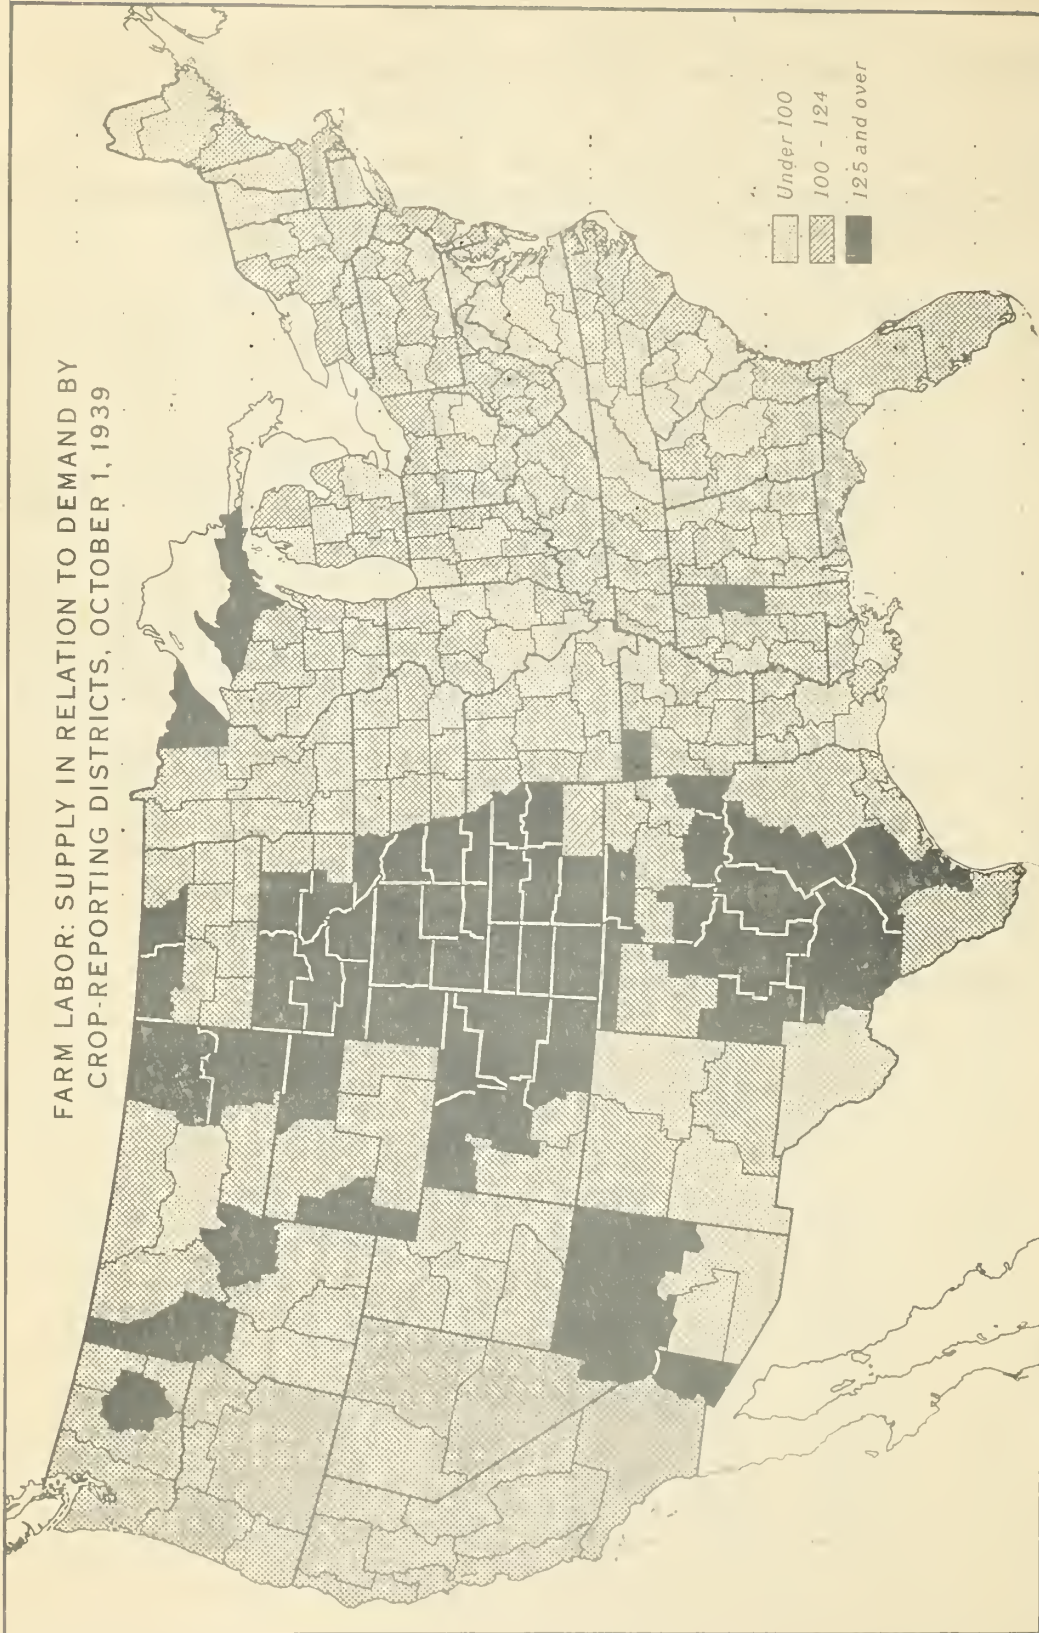 FARM LABOR: SUPPLY IN RELATION TO DEMAND BY
CROP-REPORTING DISTRICTS, OCTOBER 1, 1939
Under 100
100 - 124
125 and over